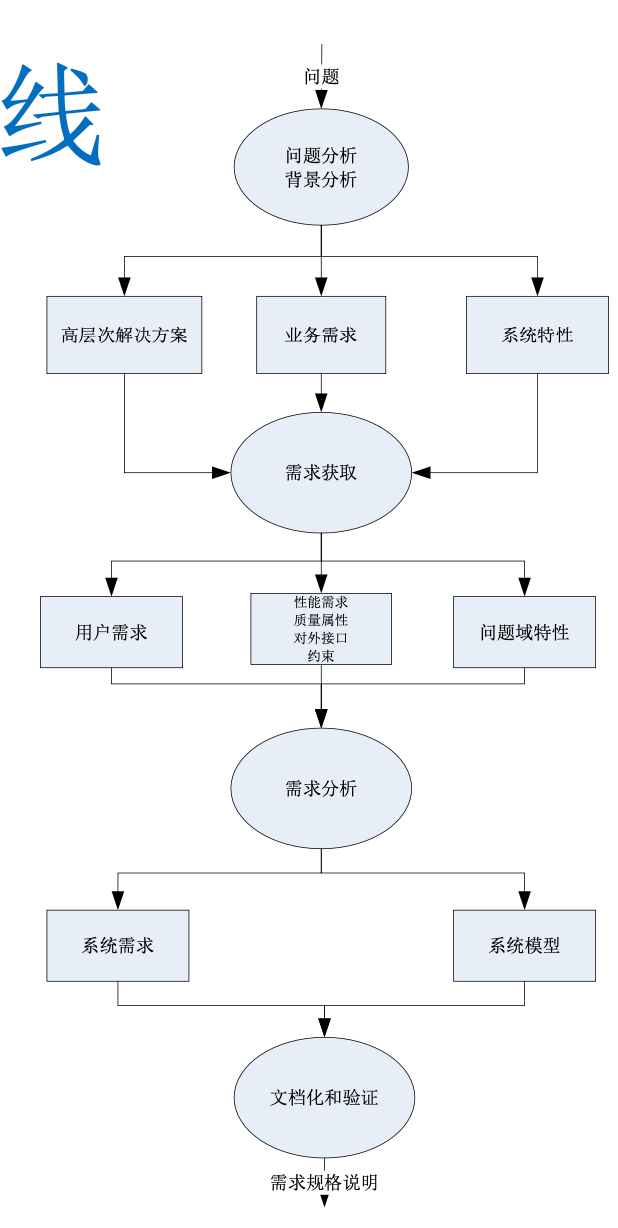 线
问题
问题分析
背景分析
高层次解决方案
业务需求
系统特性
需求获取
用户需求
性能需求
质量属性
对外接口
约束
问题域特性
需求分析
系统需求
系统模型
文档化和验证
需求规格说明